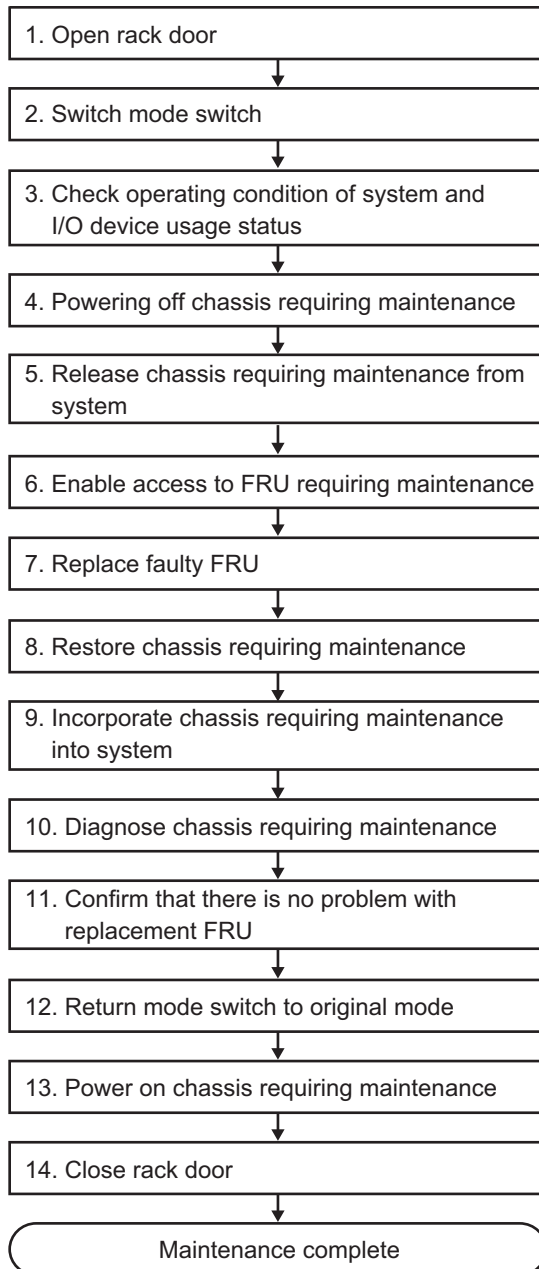 1. Open rack door
2. Switch mode switch
3. Check operating condition of system and
I/O device usage status
4. Powering off chassis requiring maintenance
5. Release chassis requiring maintenance from
system
6. Enable access to FRU requiring maintenance
7. Replace faulty FRU
8. Restore chassis requiring maintenance
9. Incorporate chassis requiring maintenance
into system
10. Diagnose chassis requiring maintenance
11. Confirm that there is no problem with
replacement FRU
12. Return mode switch to original mode
13. Power on chassis requiring maintenance
14. Close rack door
Maintenance complete